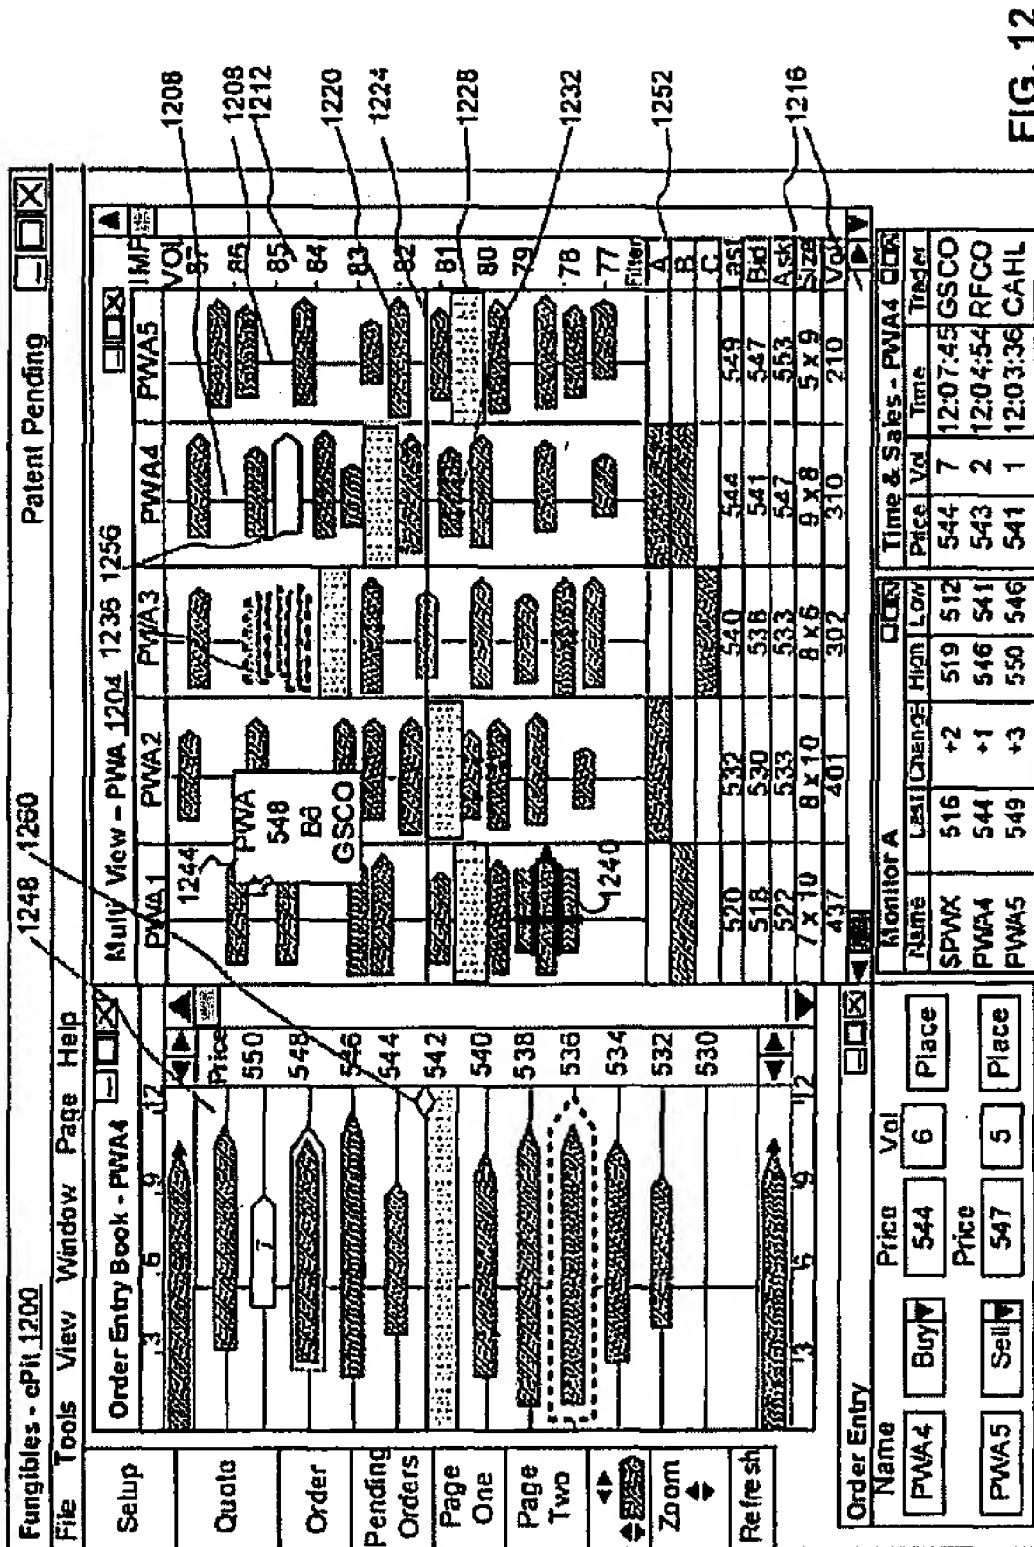 Fungibles - ePit 1200
Patent Pending
File Tools View Window Page Help
Setup
Quote
Order
Pending
Orders
Page
One
Page
Two
Zoom
Refresh
Order Entry Book - PWA4
3 6 9 12
Price
550
548
546
544
542
540
538
536
534
532
530
7
3 6 9 12
1248
1260
Multi View - PWA 1204
1236
1256
PWA1 PWA2 PWA3 PWA4 PWA5
IMP
VOL
87
86
85
84
83
82
81
80
79
78
77
Filter
A
B
C
1244
PWA
548
Bd
GSCO
1240
520 532 540 544 549 Last
518 530 538 541 547 Bid
522 533 533 547 553 Ask
7 x 10 8 x 10 8 x 6 9 x 8 5 x 9 Size
437 401 302 310 210 Vol
1208
1208
1212
1220
1224
1228
1232
1252
1216
Order Entry
Name Price Vol
PWA4 Buy 544 6 Place
Price
PWA5 Sell 547 5 Place
Monitor A
Name Last Change High Low
SPWX 516 +2 519 512
PWA4 544 +1 546 541
PWA5 549 +3 550 546
Time & Sales - PWA4
Price Vol Time Trader
544 7 12:07:45 GSCO
543 2 12:04:54 RFCO
541 1 12:03:36 CAHL
FIG. 12